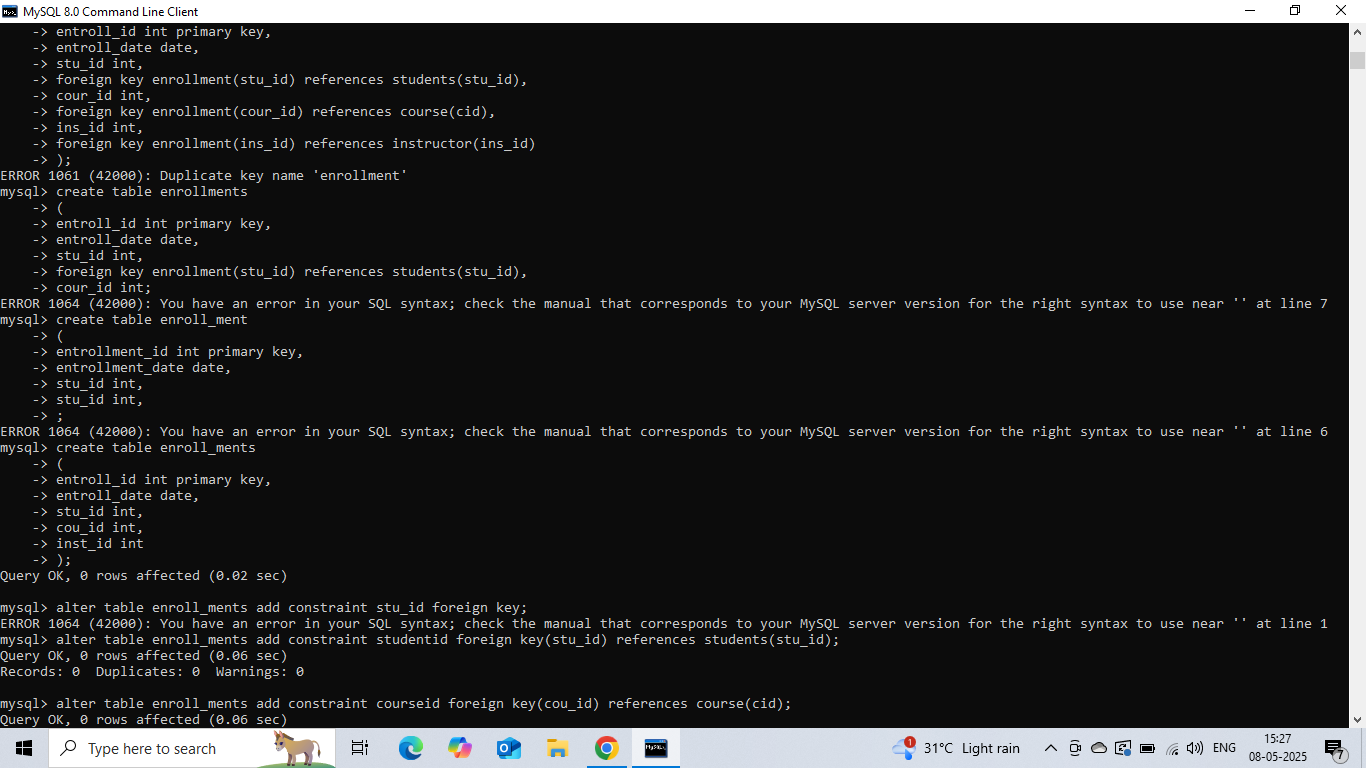 MySQL 8.0 Command Line Client
    -> entroll_id int primary key,
    -> entroll_date date,
    -> stu_id int,
    -> foreign key enrollment(stu_id) references students(stu_id),
    -> cour_id int,
    -> foreign key enrollment(cour_id) references course(cid),
    -> ins_id int,
    -> foreign key enrollment(ins_id) references instructor(ins_id)
    -> );
ERROR 1061 (42000): Duplicate key name 'enrollment'
mysql> create table enrollments
    -> (
    -> entroll_id int primary key,
    -> entroll_date date,
    -> stu_id int,
    -> foreign key enrollment(stu_id) references students(stu_id),
    -> cour_id int;
ERROR 1064 (42000): You have an error in your SQL syntax; check the manual that corresponds to your MySQL server version for the right syntax to use near '' at line 7
mysql> create table enroll_ment
    -> (
    -> entrollment_id int primary key,
    -> entrollment_date date,
    -> stu_id int,
    -> stu_id int,
    -> ;
ERROR 1064 (42000): You have an error in your SQL syntax; check the manual that corresponds to your MySQL server version for the right syntax to use near '' at line 6
mysql> create table enroll_ments
    -> (
    -> entroll_id int primary key,
    -> entroll_date date,
    -> stu_id int,
    -> cou_id int,
    -> inst_id int
    -> );
Query OK, 0 rows affected (0.02 sec)

mysql> alter table enroll_ments add constraint stu_id foreign key;
ERROR 1064 (42000): You have an error in your SQL syntax; check the manual that corresponds to your MySQL server version for the right syntax to use near '' at line 1
mysql> alter table enroll_ments add constraint studentid foreign key(stu_id) references students(stu_id);
Query OK, 0 rows affected (0.06 sec)
Records: 0  Duplicates: 0  Warnings: 0

mysql> alter table enroll_ments add constraint courseid foreign key(cou_id) references course(cid);
Query OK, 0 rows affected (0.06 sec)
Type here to search
1
31°C Light rain
ENG
15:27
08-05-2025
7